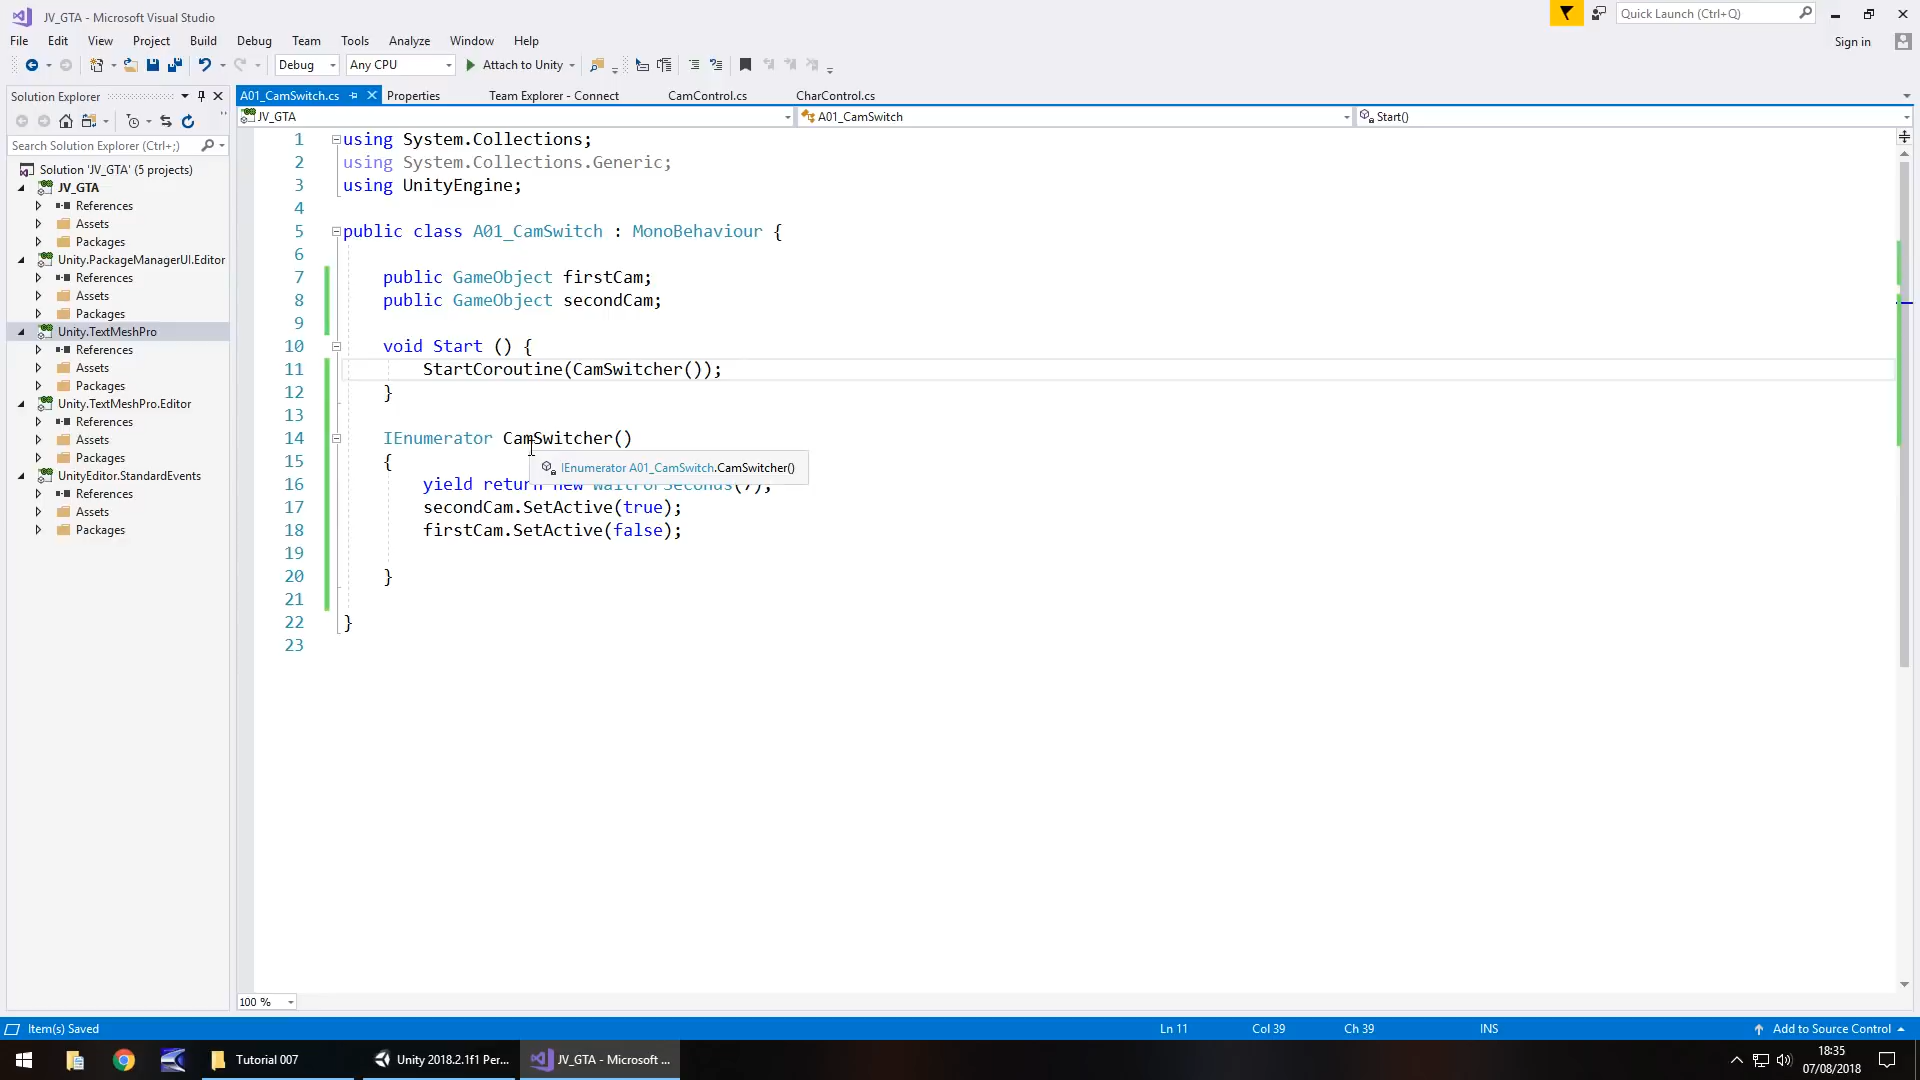 JV_GTA - Microsoft Visual Studio
Quick Launch (Ctrl+Q)
File Edit View Project Build Debug Team Tools Analyze Window Help
Sign in
Debug Any CPU Attach to Unity
Solution Explorer
A01_CamSwitch.cs Properties Team Explorer - Connect CamControl.cs CharControl.cs
JV_GTA A01_CamSwitch Start()
Search Solution Explorer (Ctrl+;)
Solution 'JV_GTA' (5 projects)
JV_GTA
References
Assets
Packages
Unity.PackageManagerUI.Editor
References
Assets
Packages
Unity.TextMeshPro
References
Assets
Packages
Unity.TextMeshPro.Editor
References
Assets
Packages
UnityEditor.StandardEvents
References
Assets
Packages
1 using System.Collections;
2 using System.Collections.Generic;
3 using UnityEngine;
4
5 public class A01_CamSwitch : MonoBehaviour {
6
7 public GameObject firstCam;
8 public GameObject secondCam;
9
10 void Start () {
11 StartCoroutine(CamSwitcher());
12 }
13
14 IEnumerator CamSwitcher()
15 {
IEnumerator A01_CamSwitch.CamSwitcher()
16 yield return new WaitForSeconds(7);
17 secondCam.SetActive(true);
18 firstCam.SetActive(false);
19
20 }
21
22 }
23
100 %
Item(s) Saved Ln 11 Col 39 Ch 39 INS Add to Source Control
Tutorial 007 Unity 2018.2.1f1 Per... JV_GTA - Microsoft ...
18:35
07/08/2018